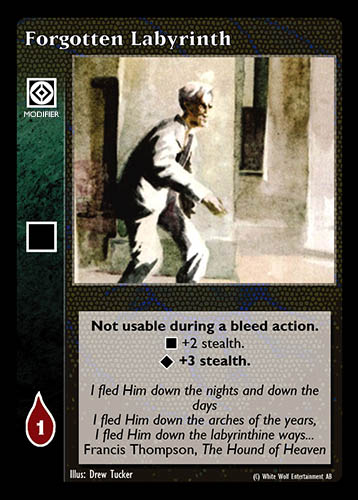 Forgotten Labyrinth
MODIFIER
Not usable during a bleed action.
+2 stealth.
+3 stealth.
I fled Him down the nights and down the
days
I fled Him down the arches of the years,
I fled Him down the labyrinthine ways...
Francis Thompson, The Hound of Heaven
1
Illus: Drew Tucker
(C) White Wolf Entertainment AB